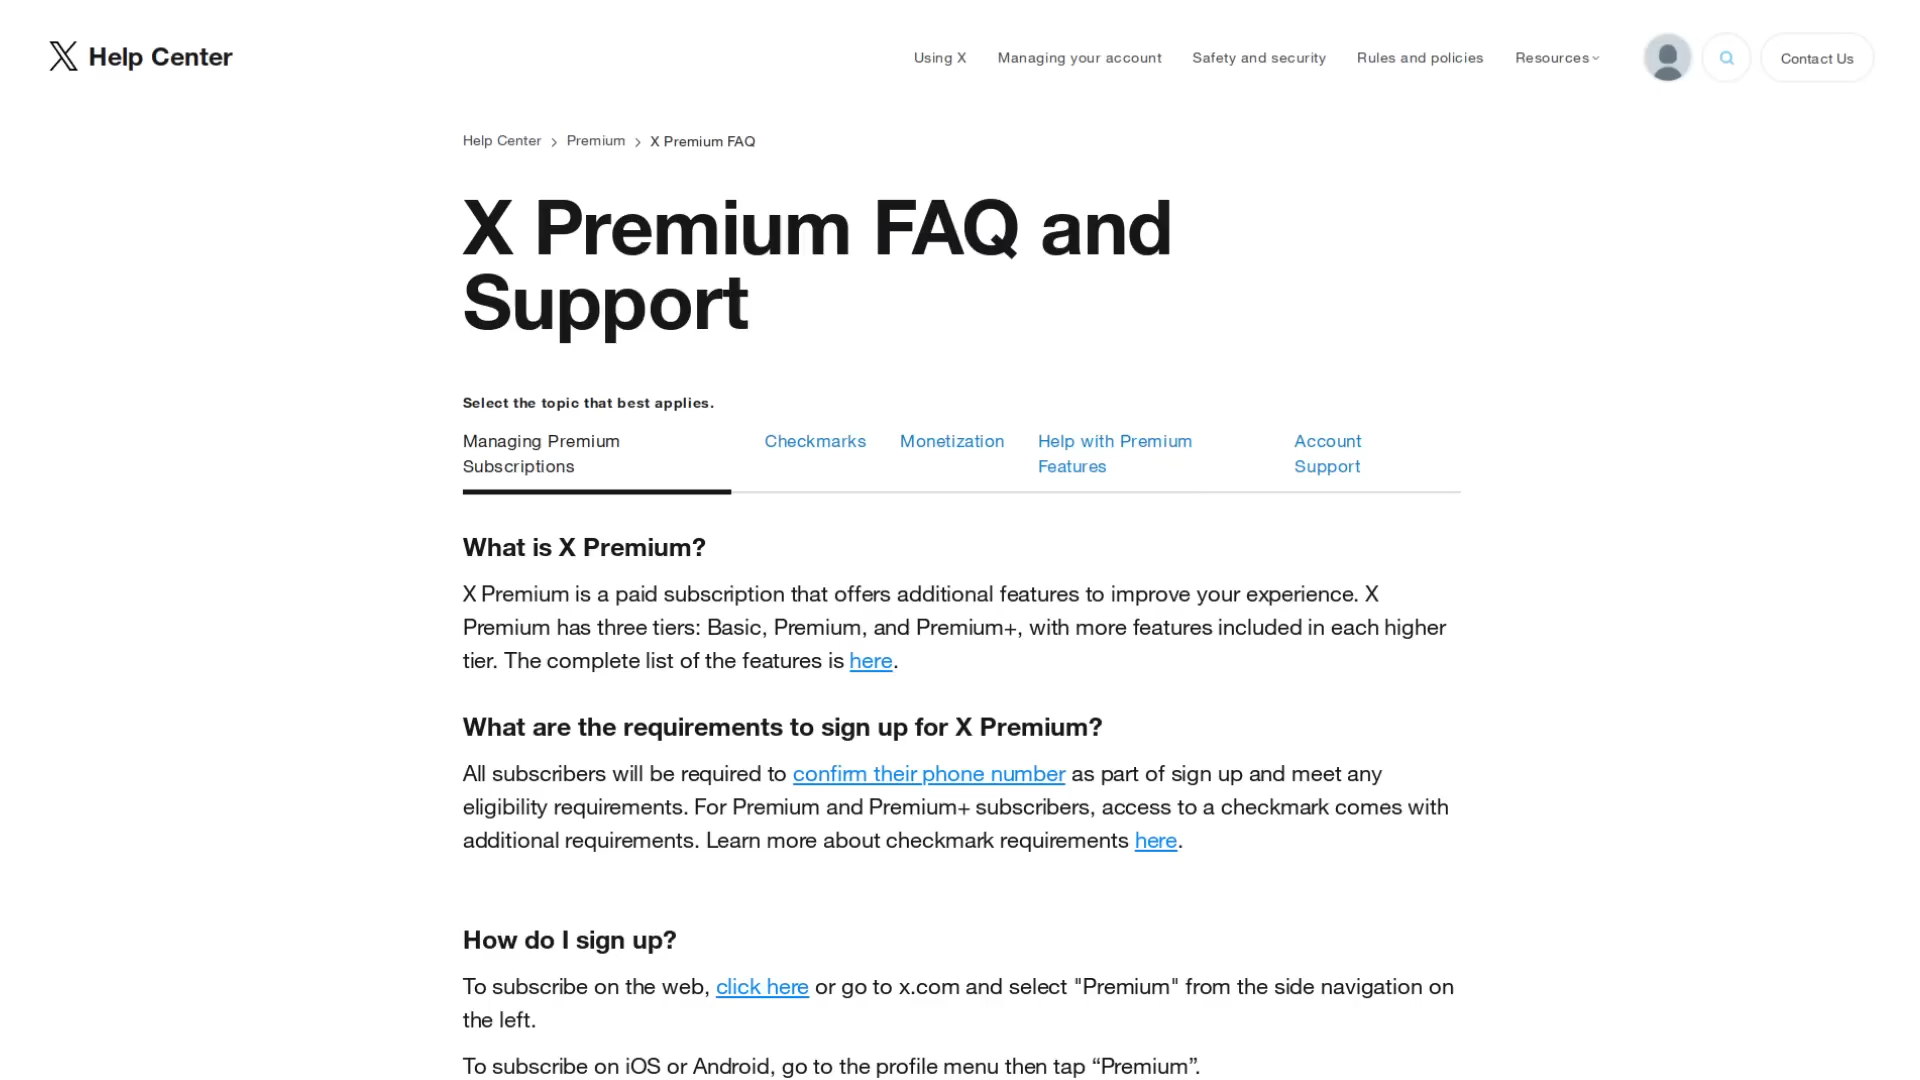 Help Center
Using X
Managing your account
Safety and security
Rules and policies
Resources
Contact Us
Help Center
Premium
X Premium FAQ
X Premium FAQ and
Support
Select the topic that best applies.
Managing Premium
Subscriptions
Checkmarks
Monetization
Help with Premium
Features
Account
Support
What is X Premium?
X Premium is a paid subscription that offers additional features to improve your experience. X
Premium has three tiers: Basic, Premium, and Premium+, with more features included in each higher
tier. The complete list of the features is here.
What are the requirements to sign up for X Premium?
All subscribers will be required to confirm their phone number as part of sign up and meet any
eligibility requirements. For Premium and Premium+ subscribers, access to a checkmark comes with
additional requirements. Learn more about checkmark requirements here.
How do I sign up?
To subscribe on the web, click here or go to x.com and select "Premium" from the side navigation on
the left.
To subscribe on iOS or Android, go to the profile menu then tap “Premium”.